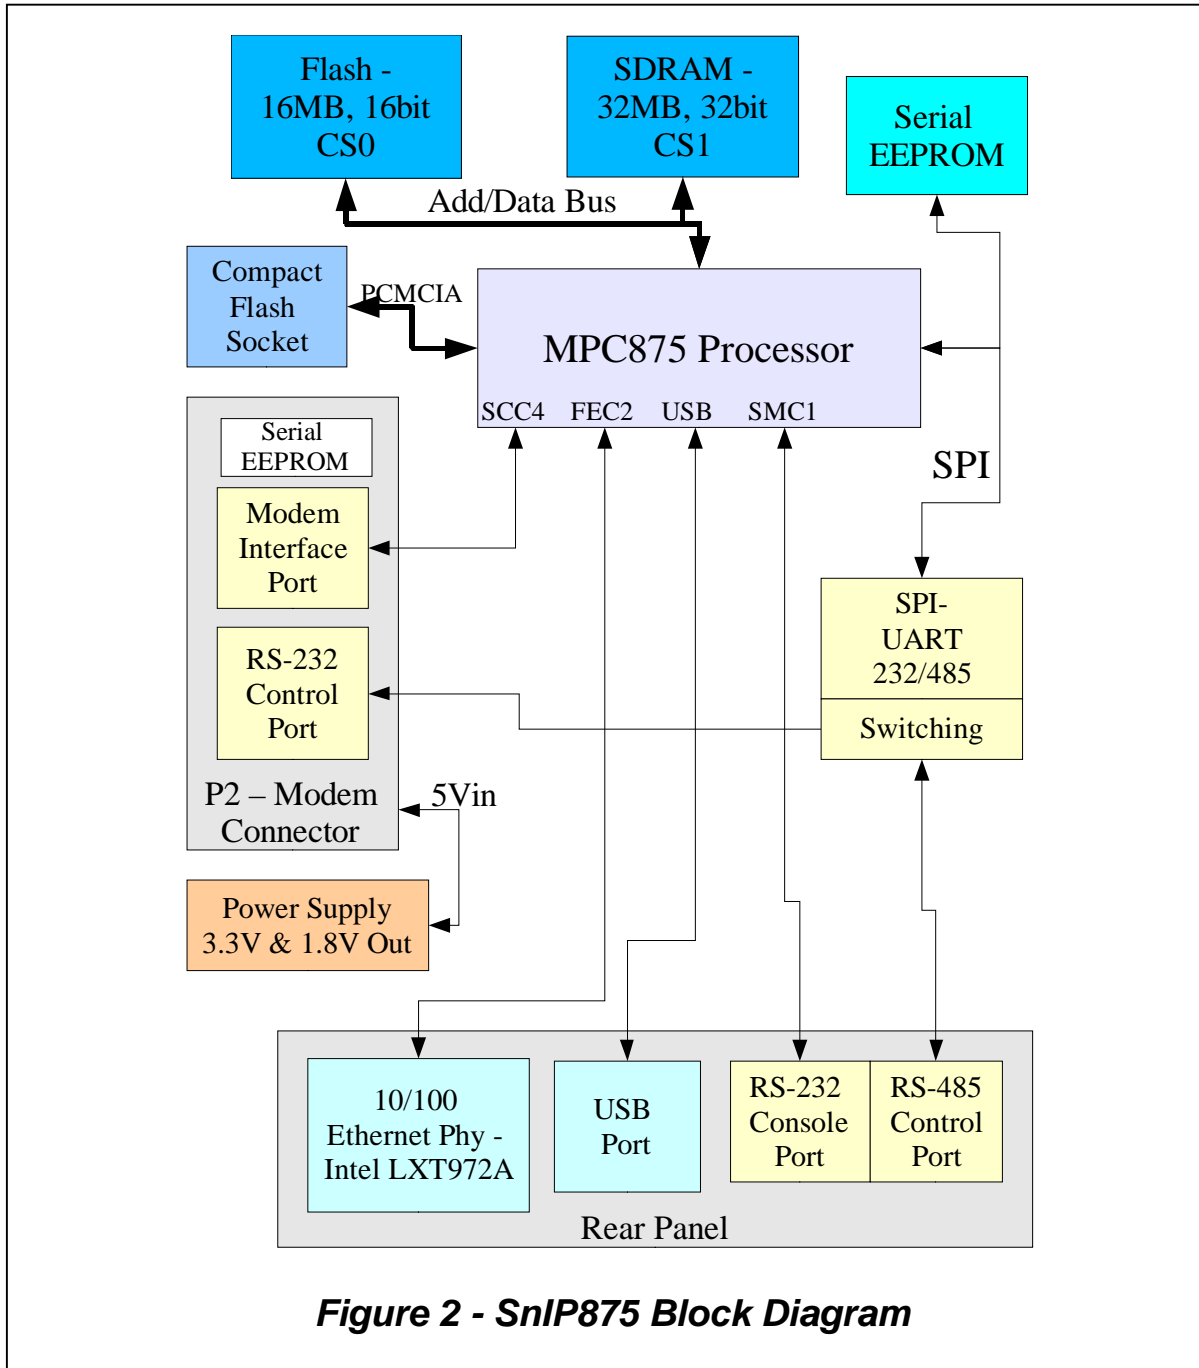 Flash -
16MB, 16bit
CS0
SDRAM -
32MB, 32bit
CS1
Serial
EEPROM
Add/Data Bus
Compact
Flash
Socket
PCMCIA
MPC875 Processor
SCC4
FEC2
USB
SMC1
Serial
EEPROM
SPI
Modem
Interface
Port
SPI-
UART
232/485
RS-232
Control
Port
Switching
P2 – Modem
Connector
5Vin
Power Supply
3.3V & 1.8V Out
10/100
Ethernet Phy -
Intel LXT972A
USB
Port
RS-232
Console
Port
RS-485
Control
Port
Rear Panel
Figure 2 - SnIP875 Block Diagram